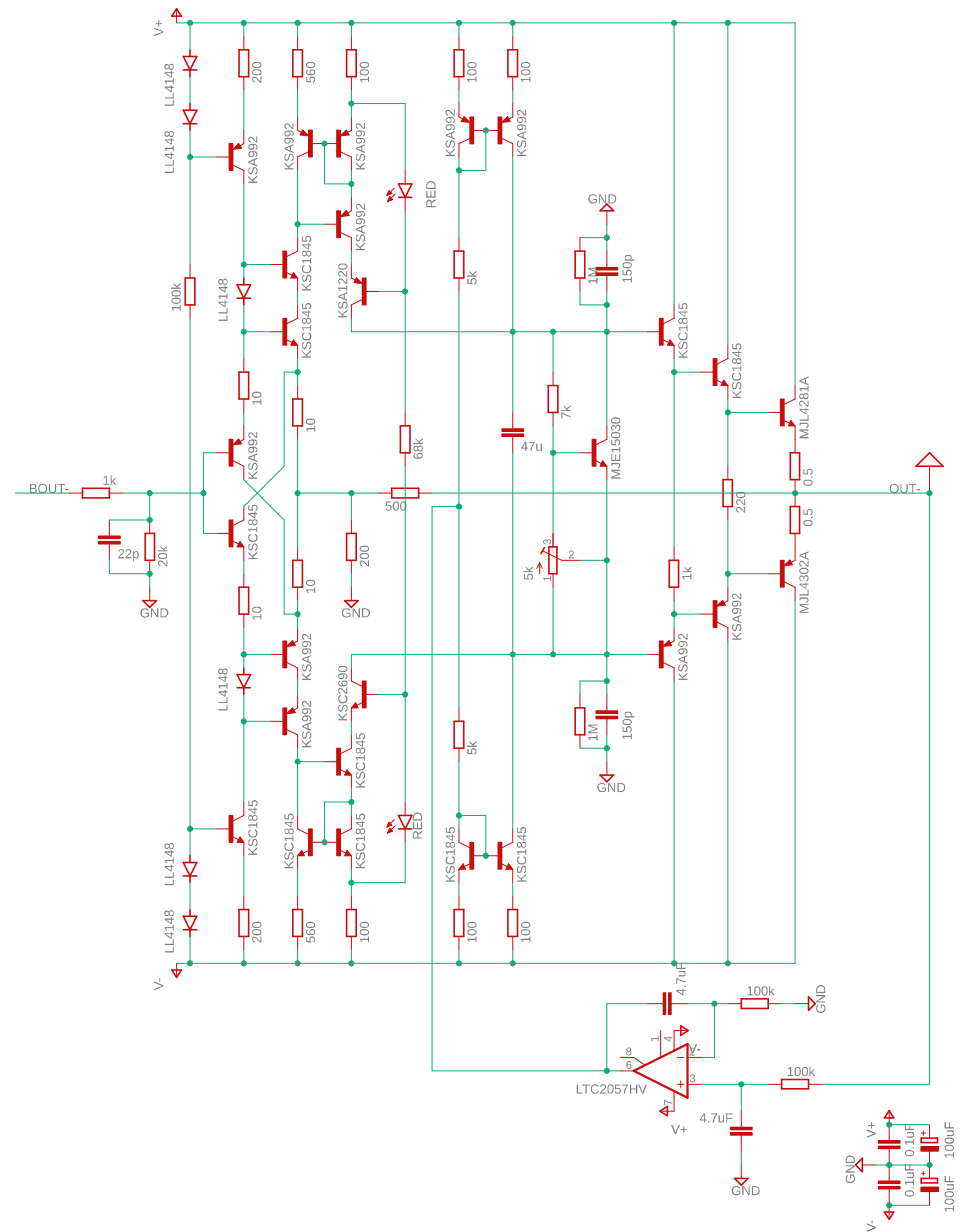 V+
LL4148
200
560
100
100
100
LL4148
KSA992
KSA992
KSA992
KSA992
KSA992
RED
GND
KSA992
KSC1845
KSA1220
5k
1M
150p
100k
LL4148
KSC1845
KSC1845
KSC1845
10
10
7k
MJL4281A
KSA992
68k
47u
MJE15030
0.5
BOUT-
1k
500
220
OUT-
KSC1845
22p
20k
0.5
200
3
2
1
5k
1k
MJL4302A
10
10
GND
GND
KSA992
KSA992
KSA992
LL4148
KSC2690
KSA992
5k
1M
150p
KSC1845
GND
KSC1845
KSC1845
KSC1845
RED
KSC1845
KSC1845
LL4148
LL4148
200
560
100
100
100
V-
4.7uF
100k
GND
1
4
V-
2
8
6
3
7
LTC2057HV
V+
100k
4.7uF
GND
V+
0.1uF
100uF
GND
0.1uF
100uF
V-